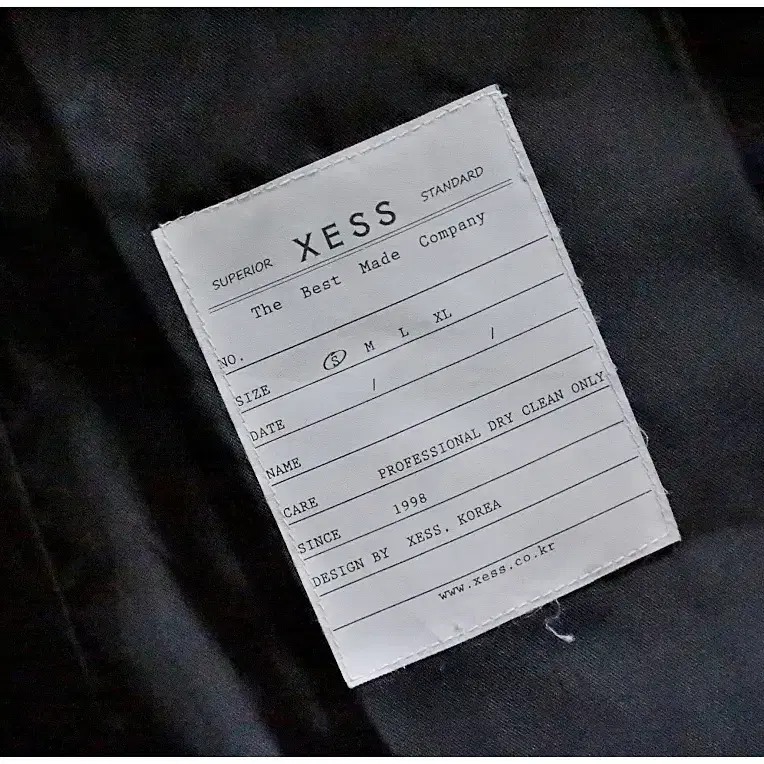 SUPERIOR XESS STANDARD
The Best Made Company
NO.
SIZE S M L XL
DATE / /
NAME
CARE PROFESSIONAL DRY CLEAN ONLY
SINCE 1998
DESIGN BY XESS. KOREA
www.xess.co.kr